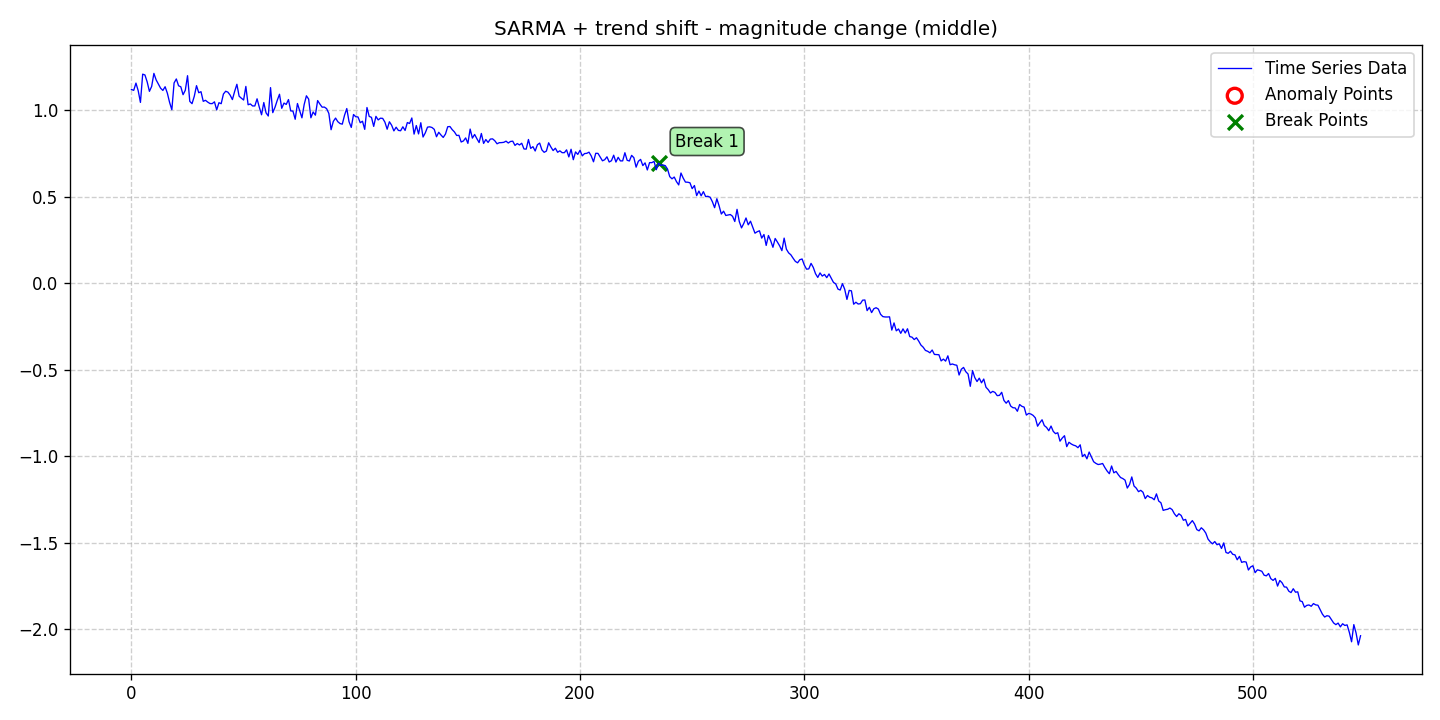 SARMA + trend shift - magnitude change (middle)
Time Series Data
Anomaly Points
Break Points
Break 1
1.0
0.5
0.0
−0.5
−1.0
−1.5
−2.0
0 100 200 300 400 500